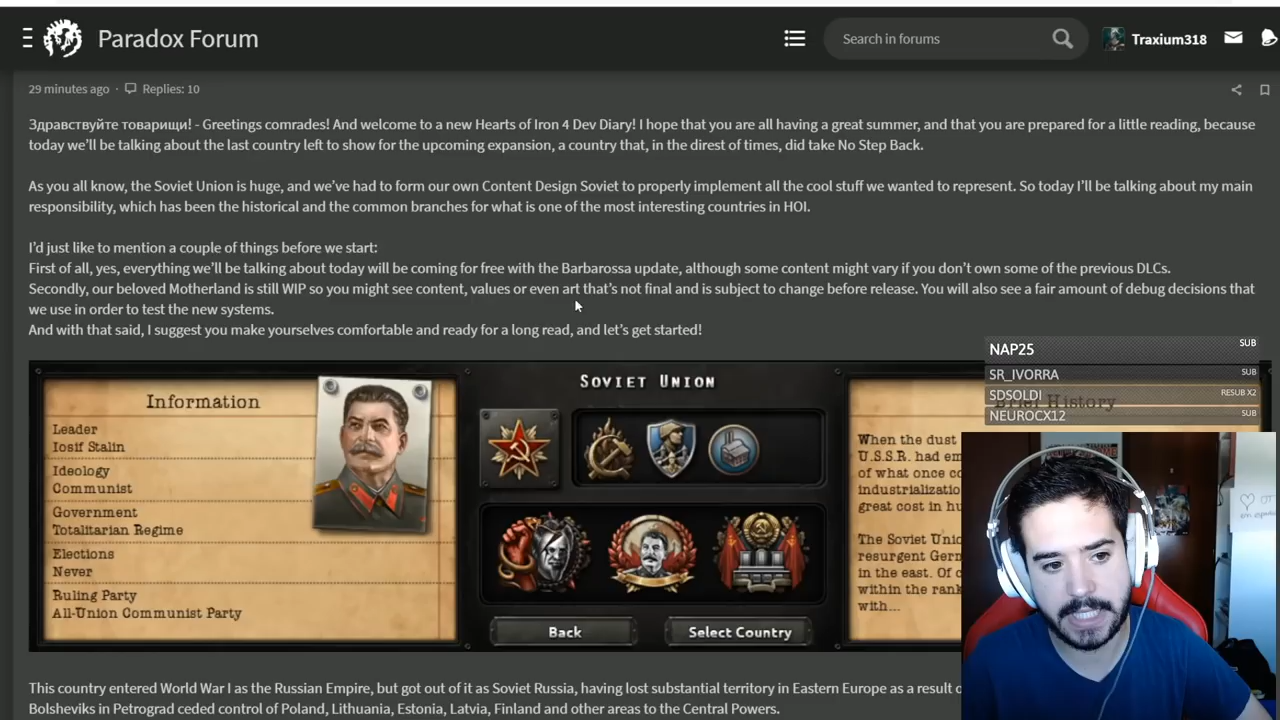 Paradox Forum
Search in forums
Traxium318
29 minutes ago · Replies: 10
Здравствуйте товарищи! - Greetings comrades! And welcome to a new Hearts of Iron 4 Dev Diary! I hope that you are all having a great summer, and that you are prepared for a little reading, because
today we'll be talking about the last country left to show for the upcoming expansion, a country that, in the direst of times, did take No Step Back.
As you all know, the Soviet Union is huge, and we've had to form our own Content Design Soviet to properly implement all the cool stuff we wanted to represent. So today I'll be talking about my main
responsibility, which has been the historical and the common branches for what is one of the most interesting countries in HOI.
I'd just like to mention a couple of things before we start:
First of all, yes, everything we'll be talking about today will be coming for free with the Barbarossa update, although some content might vary if you don't own some of the previous DLCs.
Secondly, our beloved Motherland is still WIP so you might see content, values or even art that's not final and is subject to change before release. You will also see a fair amount of debug decisions that
we use in order to test the new systems.
And with that said, I suggest you make yourselves comfortable and ready for a long read, and let's get started!
NAP25 SUB
SR_IVORRA SUB
SDSOLDI RESUB X2
NEUROCX12 SUB
Information
Leader
Iosif Stalin
Ideology
Communist
Government
Totalitarian Regime
Elections
Never
Ruling Party
All-Union Communist Party
Soviet Union
Back
Select Country
History
When the dust
U.S.S.R. had em
of what once co
industrializatio
great cost in hu
The Soviet Unio
resurgent Germ
in the east. Of c
within the rank
with...
This country entered World War I as the Russian Empire, but got out of it as Soviet Russia, having lost substantial territory in Eastern Europe as a result o
Bolsheviks in Petrograd ceded control of Poland, Lithuania, Estonia, Latvia, Finland and other areas to the Central Powers.